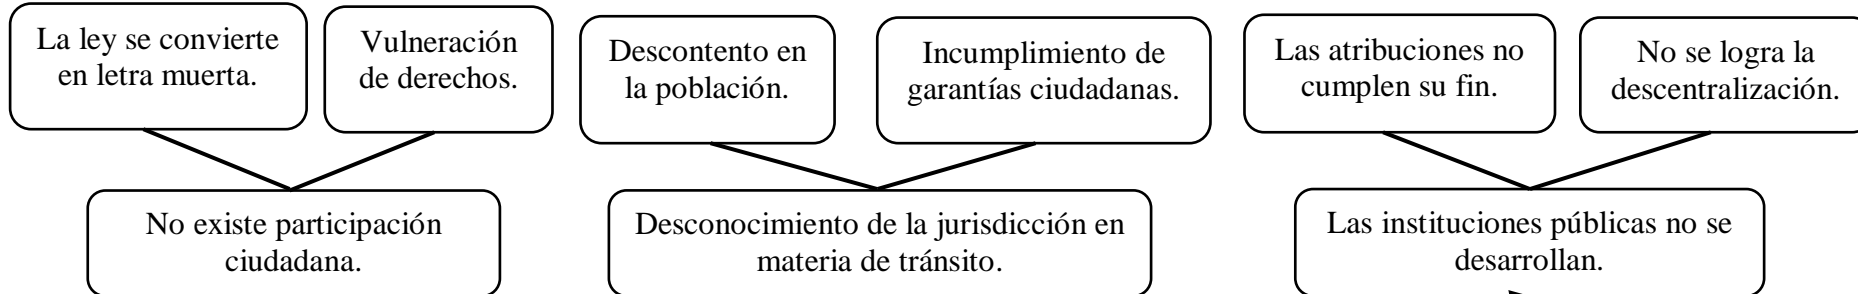 La ley se convierte
en letra muerta.
Vulneración
de derechos.
Descontento en
la población.
Incumplimiento de
garantías ciudadanas.
Las atribuciones no
cumplen su fin.
No se logra la
descentralización.
No existe participación
ciudadana.
Desconocimiento de la jurisdicción en
materia de tránsito.
Las instituciones públicas no se
desarrollan.